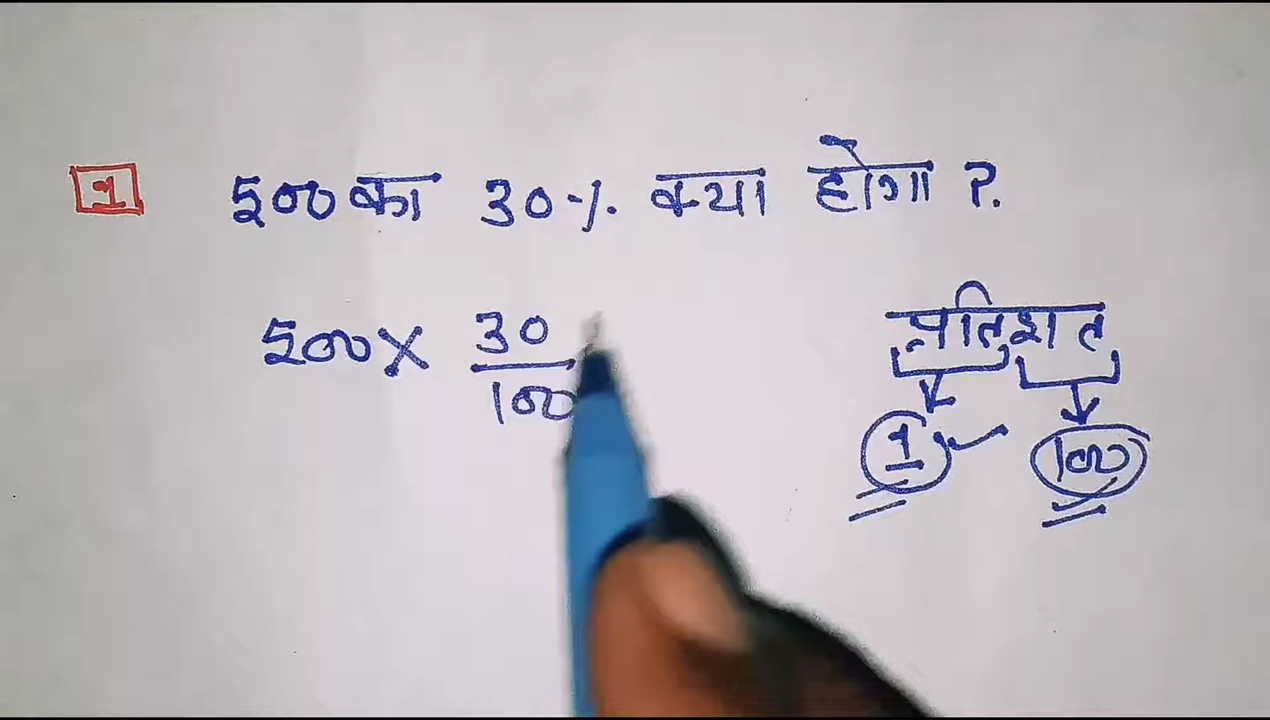 1 500 का 30% क्या होगा ?
500 × 30/100
प्रतिशत
1 100